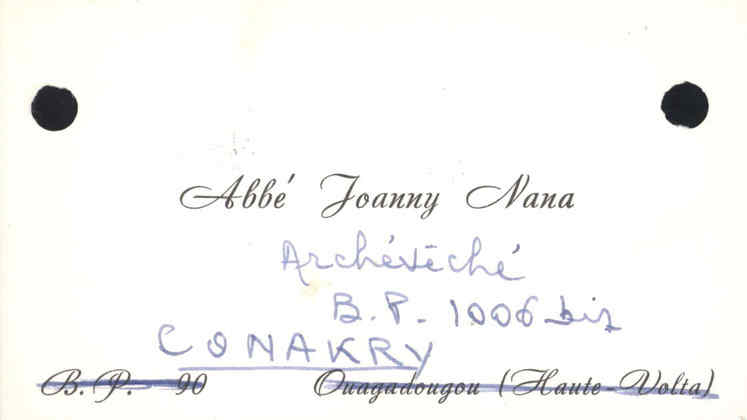 Abbé Joanny Nana
Archévêché
B.P. 1006 bis
CONAKRY
B.P. 90 Ouagadougou (Haute-Volta)